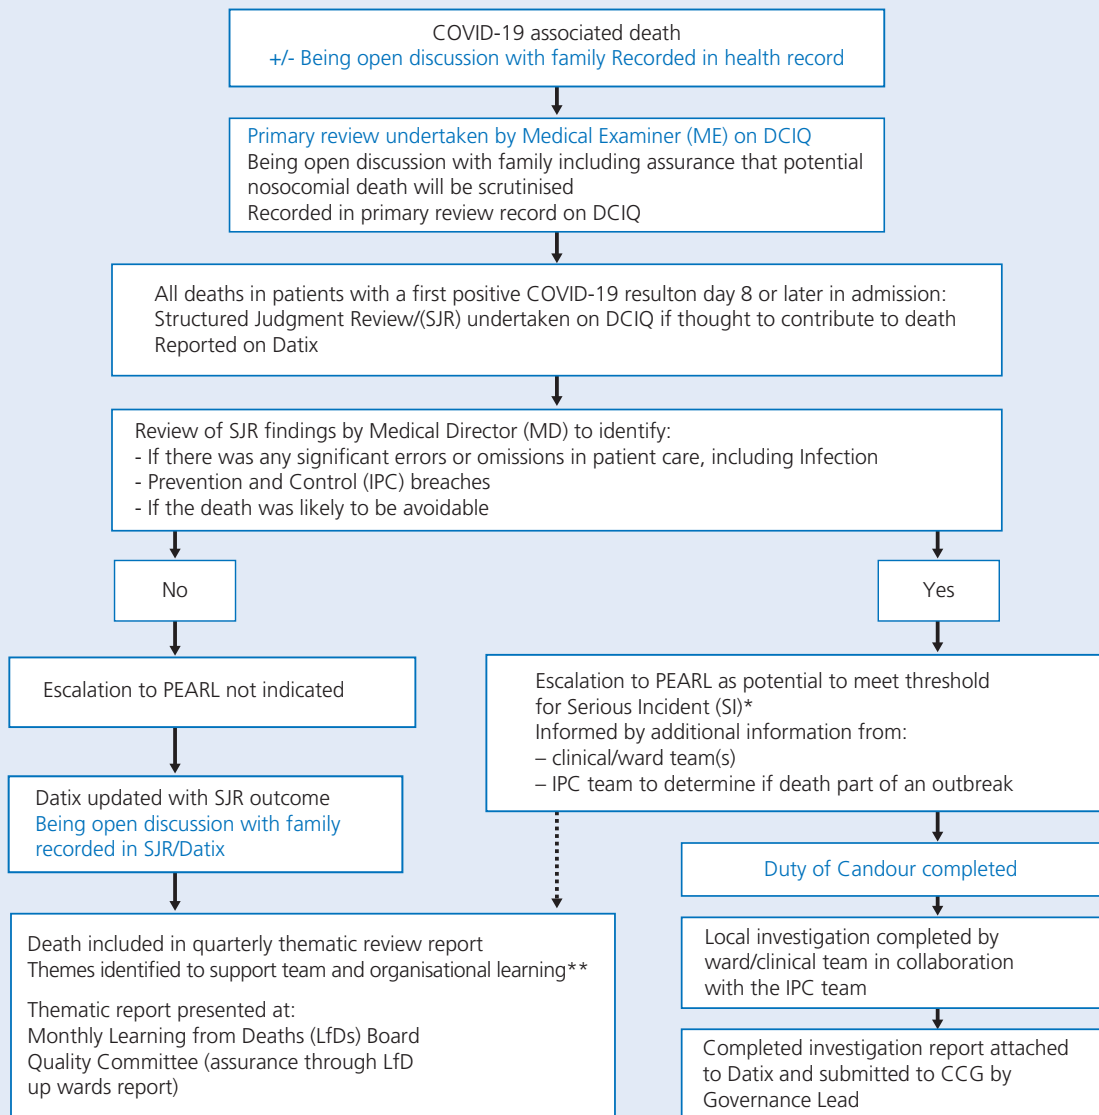 COVID-19 associated death
+/- Being open discussion with family Recorded in health record
Primary review undertaken by Medical Examiner (ME) on DCIQ
Being open discussion with family including assurance that potential
nosocomial death will be scrutinised
Recorded in primary review record on DCIQ
All deaths in patients with a first positive COVID-19 resulton day 8 or later in admission:
Structured Judgment Review/(SJR) undertaken on DCIQ if thought to contribute to death
Reported on Datix
Review of SJR findings by Medical Director (MD) to identify:
- If there was any significant errors or omissions in patient care, including Infection
- Prevention and Control (IPC) breaches
- If the death was likely to be avoidable
No
Yes
Escalation to PEARL not indicated
Escalation to PEARL as potential to meet threshold
for Serious Incident (SI)*
Informed by additional information from:
– clinical/ward team(s)
– IPC team to determine if death part of an outbreak
Datix updated with SJR outcome
Being open discussion with family
recorded in SJR/Datix
Duty of Candour completed
Death included in quarterly thematic review report
Themes identified to support team and organisational learning**
Thematic report presented at:
Monthly Learning from Deaths (LfDs) Board
Quality Committee (assurance through LfD
up wards report)
Local investigation completed by
ward/clinical team in collaboration
with the IPC team
Completed investigation report attached
to Datix and submitted to CCG by
Governance Lead